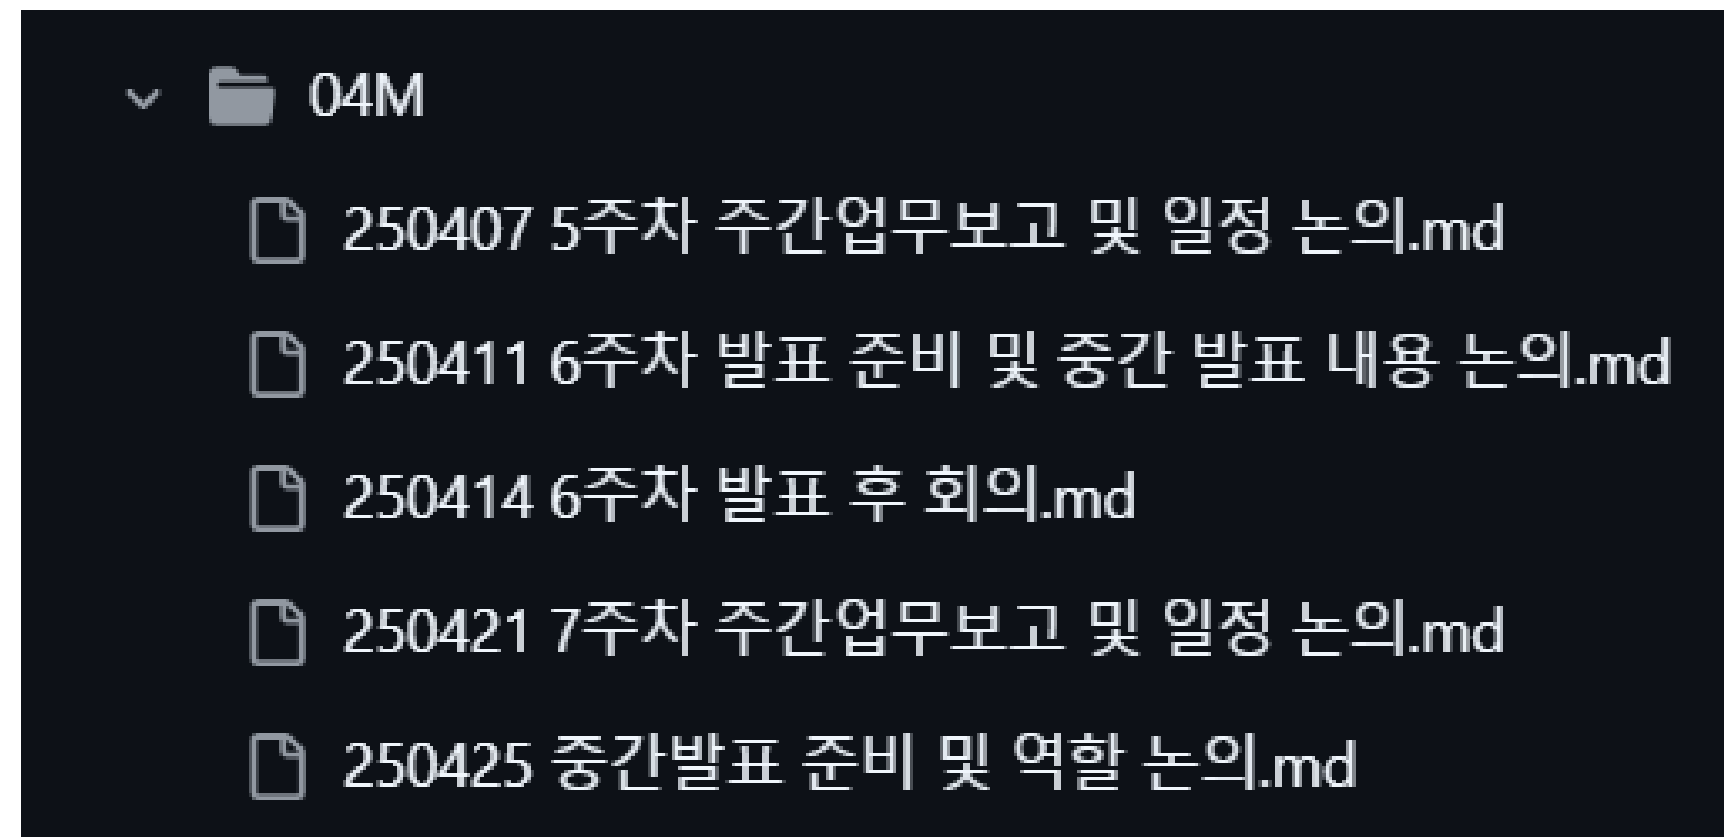 04M
250407 5주차 주간업무보고 및 일정 논의.md
250411 6주차 발표 준비 및 중간 발표 내용 논의.md
250414 6주차 발표 후 회의.md
250421 7주차 주간업무보고 및 일정 논의.md
250425 중간발표 준비 및 역할 논의.md